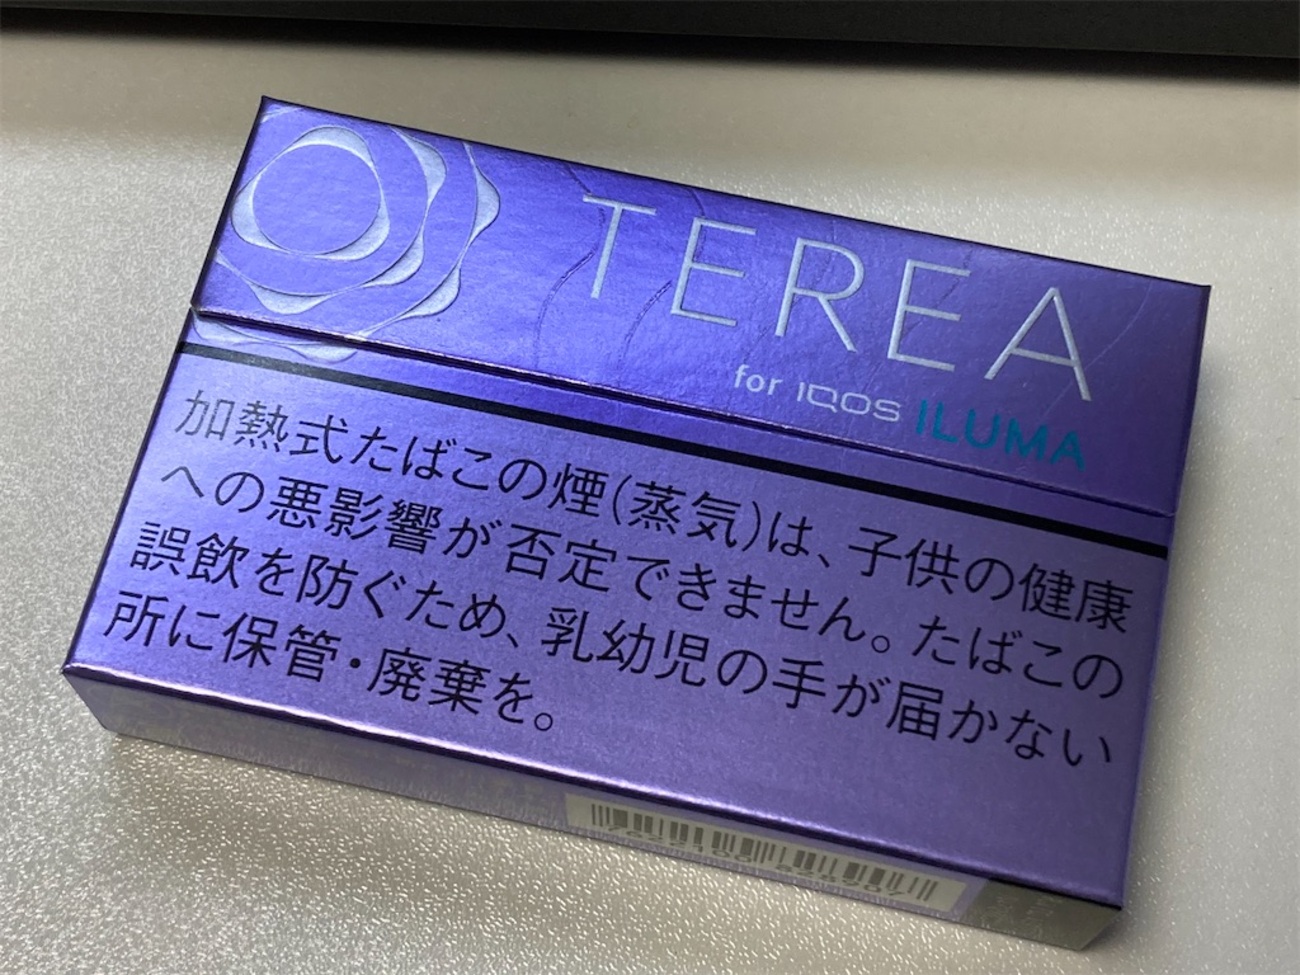 TEREA
for IQOS ILUMA
加熱式たばこの煙(蒸気)は、子供の健康
への悪影響が否定できません。たばこの
誤飲を防ぐため、乳幼児の手が届かない
所に保管・廃棄を。